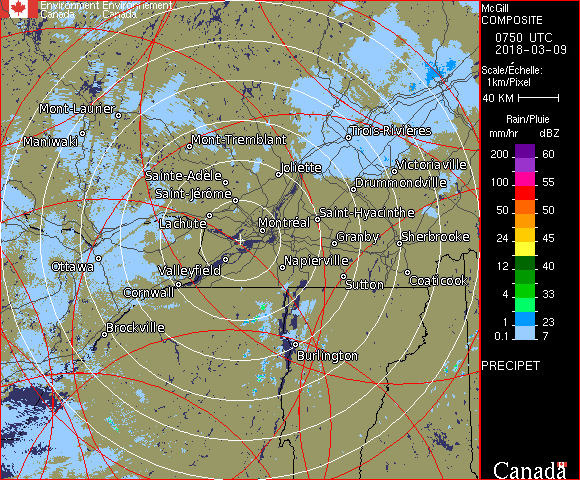 Environment Environnement
Canada Canada
Mont-Laurier
Maniwaki
Mont-Tremblant
Trois-Rivières
Joliette
Victoriaville
Sainte-Adèle
Drummondville
Saint-Jérôme
Lachute
Saint-Hyacinthe
Montréal
Granby
Sherbrooke
Ottawa
Valleyfield
Napierville
Cornwall
Sutton
Coaticook
Brockville
Burlington
McGill
COMPOSITE
0750 UTC
2018-03-09
Scale/Échelle:
1km/Pixel
40 KM
Rain/Pluie
mm/hr dBZ
200 60
150 55
100 55
50 50
24 45
12 40
4 33
1 23
0.1 7
PRECIPET
Canada